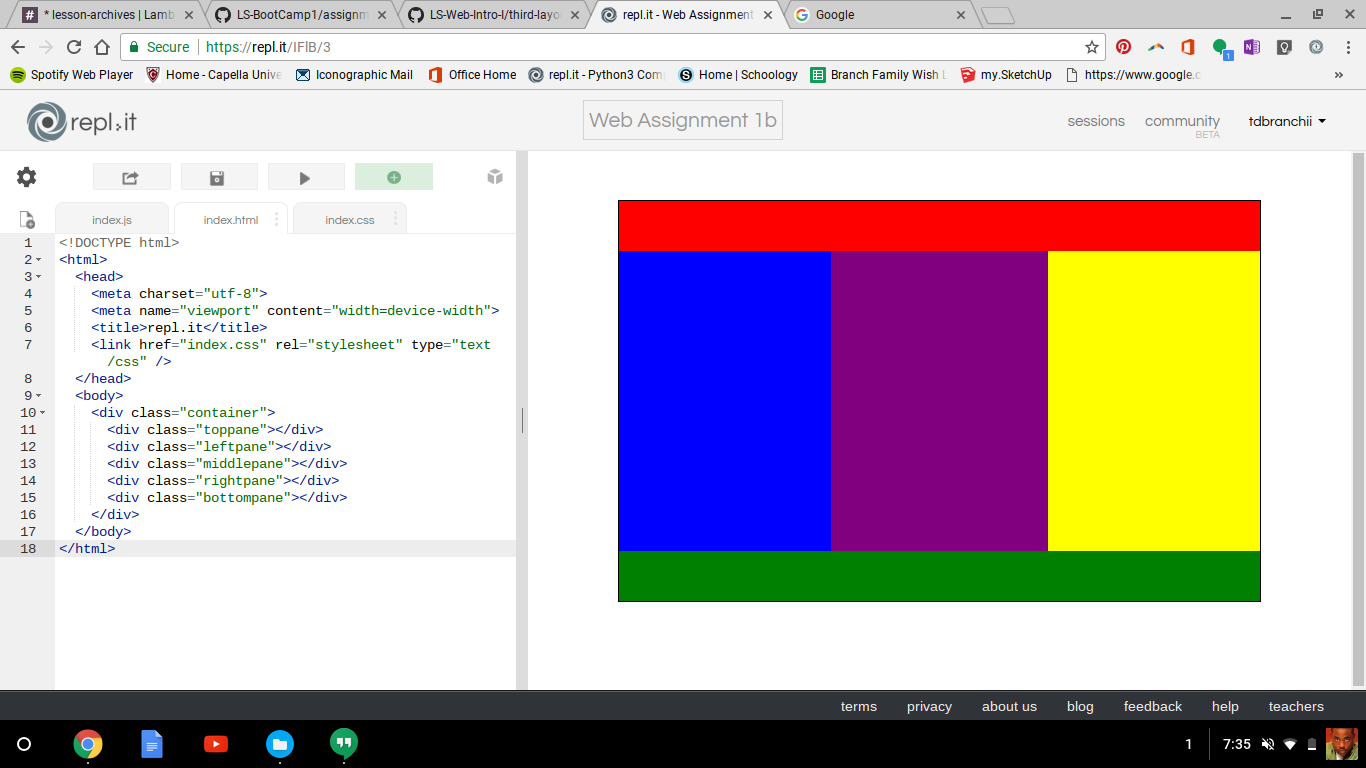 * lesson-archives | Lamb
LS-BootCamp1/assignm
LS-Web-Intro-I/third-layo
repl.it - Web Assignment
Google
Secure
https://repl.it/IFlB/3
1
Spotify Web Player
Home - Capella Unive
Iconographic Mail
Office Home
repl.it - Python3 Com
Home | Schoology
Branch Family Wish L
my.SketchUp
https://www.google.c
»
repl.it
Web Assignment 1b
sessions
community
BETA
tdbranchii
index.js
index.html
index.css
1 <!DOCTYPE html>
2 <html>
3 <head>
4 <meta charset="utf-8">
5 <meta name="viewport" content="width=device-width">
6 <title>repl.it</title>
7 <link href="index.css" rel="stylesheet" type="text
/css" />
8 </head>
9 <body>
10 <div class="container">
11 <div class="toppane"></div>
12 <div class="leftpane"></div>
13 <div class="middlepane"></div>
14 <div class="rightpane"></div>
15 <div class="bottompane"></div>
16 </div>
17 </body>
18 </html>
terms
privacy
about us
blog
feedback
help
teachers
1
7:35